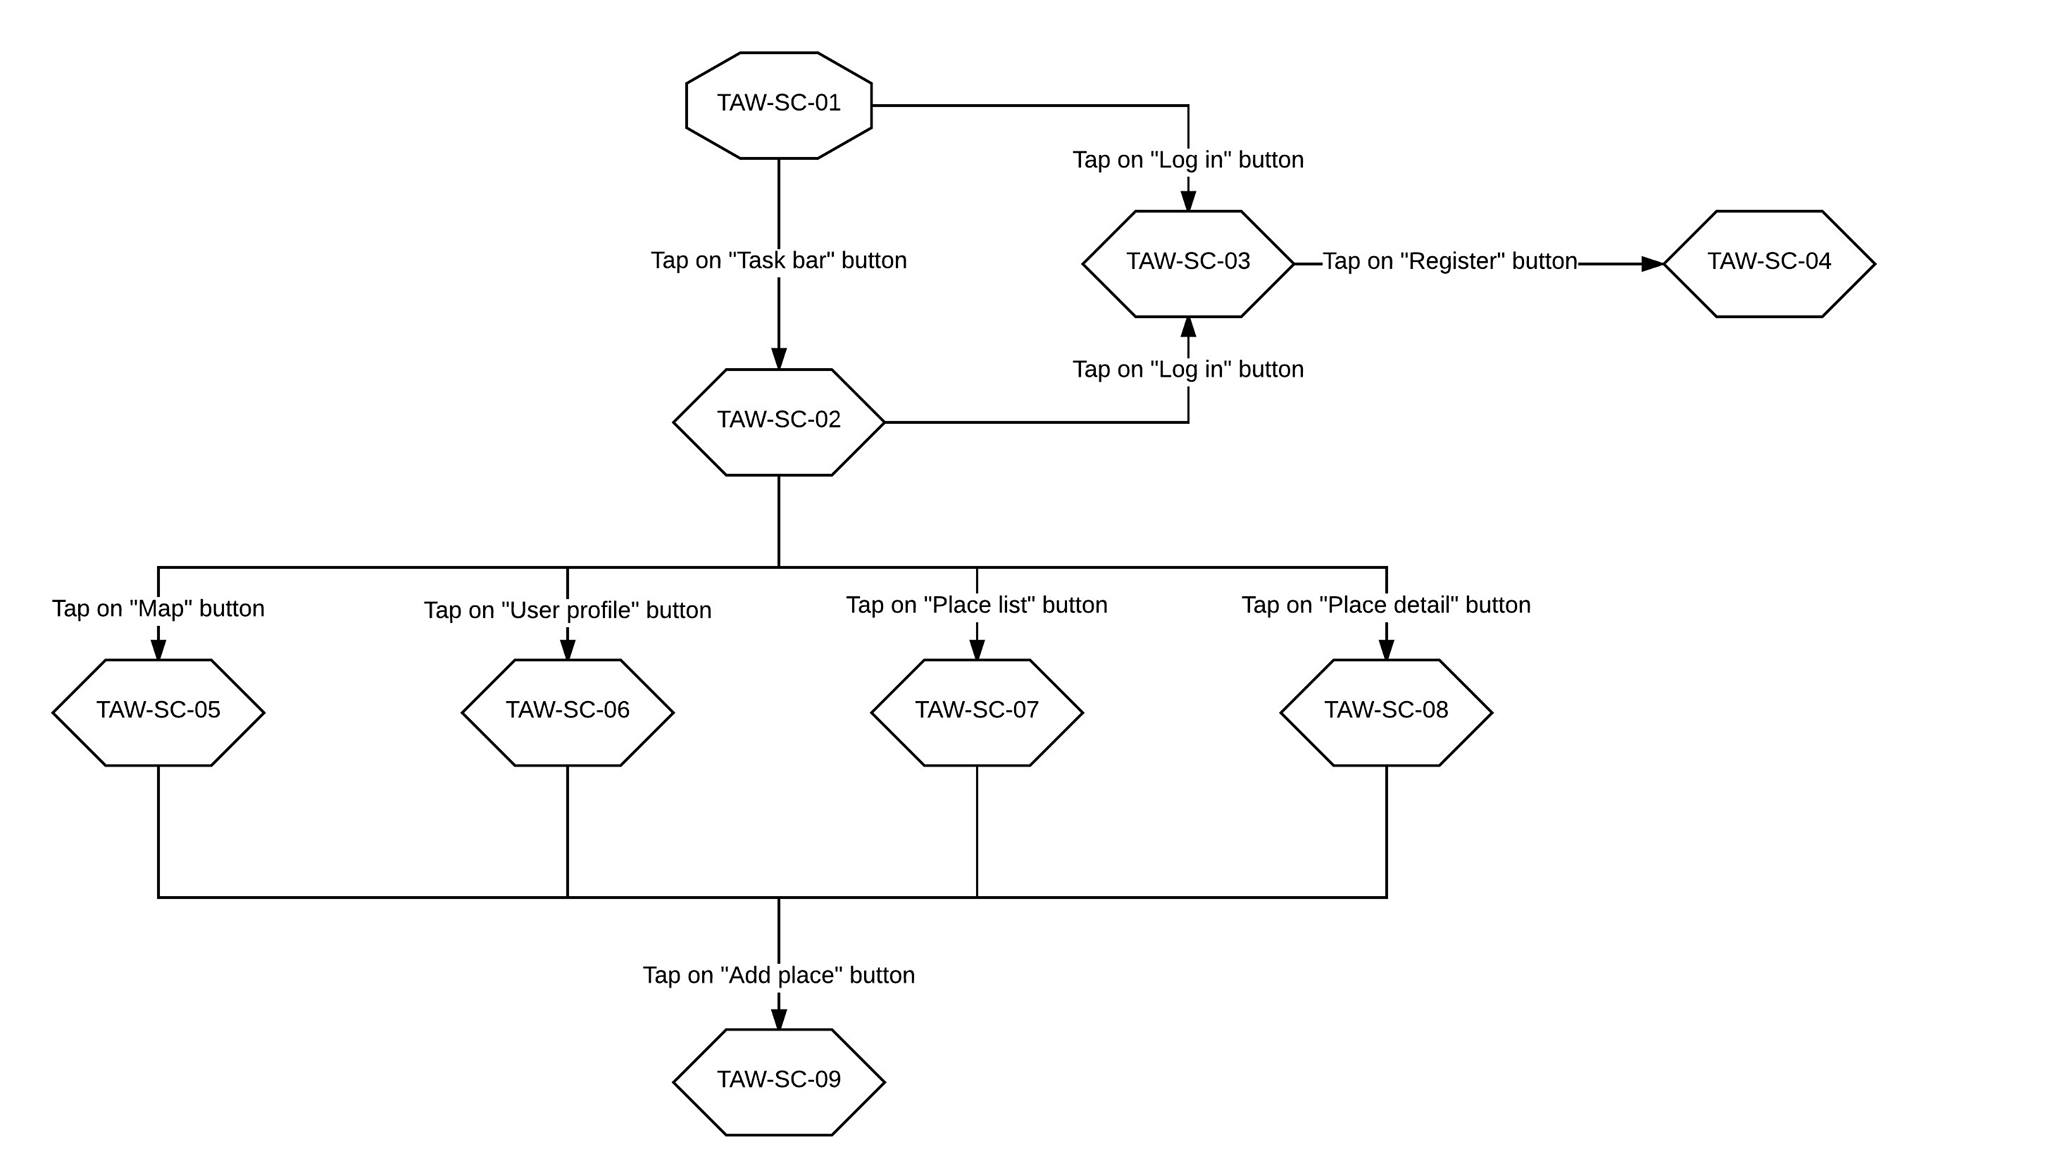 TAW-SC-01
Tap on "Log in" button
Tap on "Task bar" button
TAW-SC-03
Tap on "Register" button
TAW-SC-04
Tap on "Log in" button
TAW-SC-02
Tap on "Map" button
Tap on "User profile" button
Tap on "Place list" button
Tap on "Place detail" button
TAW-SC-05
TAW-SC-06
TAW-SC-07
TAW-SC-08
Tap on "Add place" button
TAW-SC-09